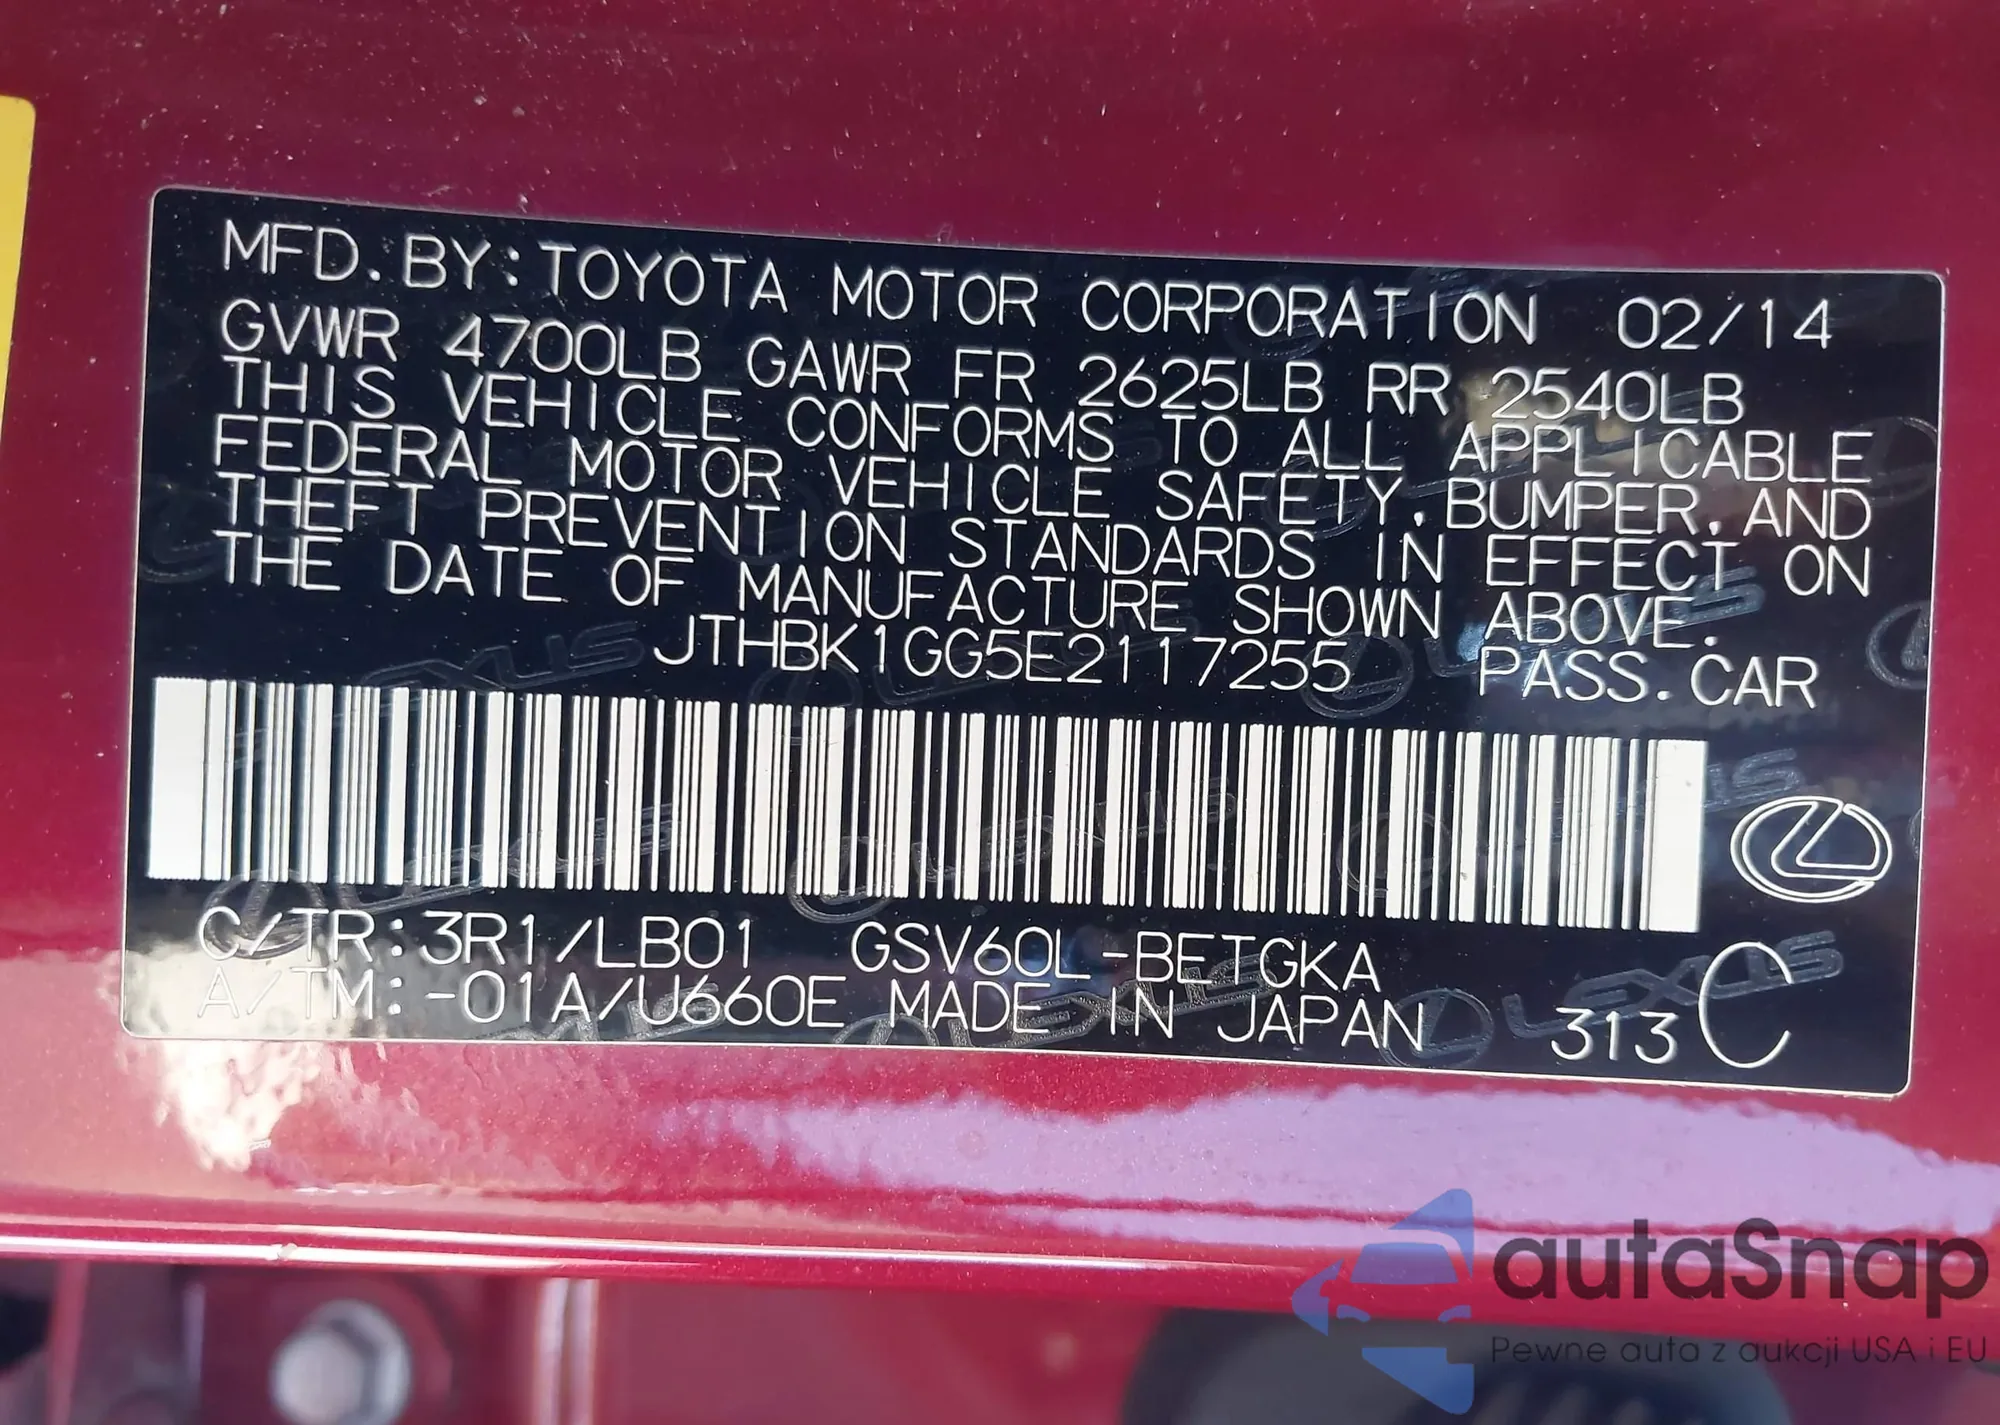 MFD. BY: TOYOTA MOTOR CORPORATION 02/14
GVWR 4700LB GAWR FR 2625LB RR 2540LB
THIS VEHICLE CONFORMS TO ALL APPLICABLE
FEDERAL MOTOR VEHICLE SAFETY, BUMPER, AND
THEFT PREVENTION STANDARDS IN EFFECT ON
THE DATE OF MANUFACTURE SHOWN ABOVE.
JTHBK1GG5E2117255 PASS. CAR
C/TR: 3R1/LB01 GSV60L-BETGKA
A/TM: -01A/U660E MADE IN JAPAN 313 C
autaSnap
Pewne auta z aukcji USA i EU